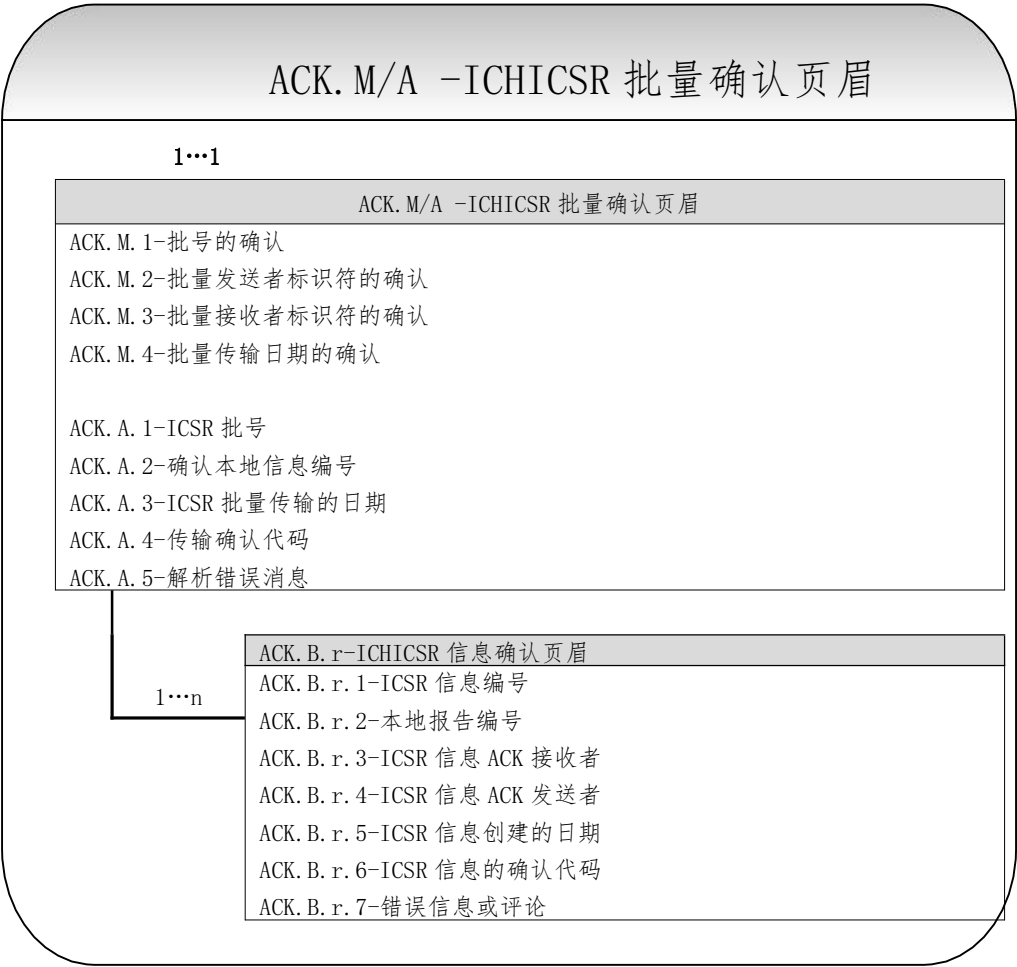 ACK.M/A -ICHICSR 批量确认页眉
1…1
ACK.M/A -ICHICSR 批量确认页眉
ACK.M.1-批号的确认
ACK.M.2-批量发送者标识符的确认
ACK.M.3-批量接收者标识符的确认
ACK.M.4-批量传输日期的确认
ACK.A.1-ICSR 批号
ACK.A.2-确认本地信息编号
ACK.A.3-ICSR 批量传输的日期
ACK.A.4-传输确认代码
ACK.A.5-解析错误消息
ACK.B.r-ICHICSR 信息确认页眉
1…n
ACK.B.r.1-ICSR 信息编号
ACK.B.r.2-本地报告编号
ACK.B.r.3-ICSR 信息 ACK 接收者
ACK.B.r.4-ICSR 信息 ACK 发送者
ACK.B.r.5-ICSR 信息创建的日期
ACK.B.r.6-ICSR 信息的确认代码
ACK.B.r.7-错误信息或评论